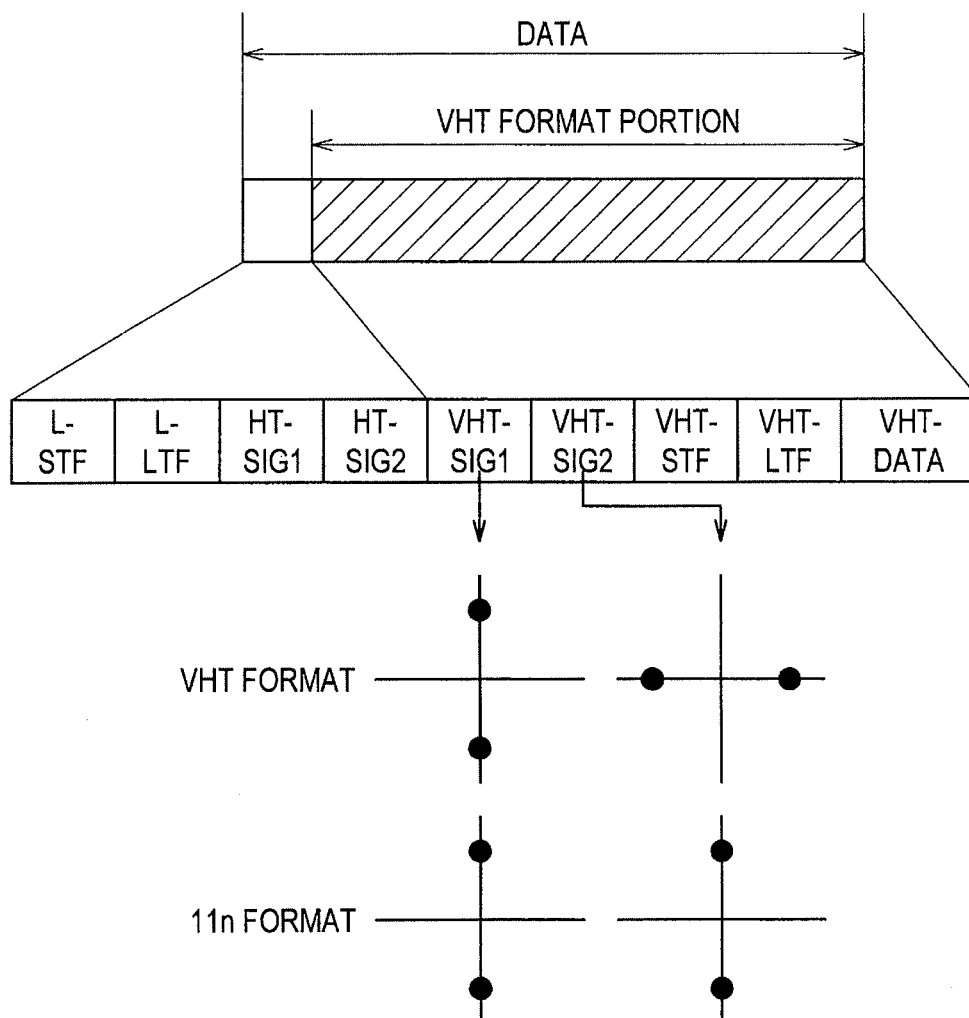 DATA
VHT FORMAT PORTION
L-
STF
L-
LTF
HT-
SIG1
HT-
SIG2
VHT-
SIG1
VHT-
SIG2
VHT-
STF
VHT-
LTF
VHT-
DATA
VHT FORMAT
11n FORMAT